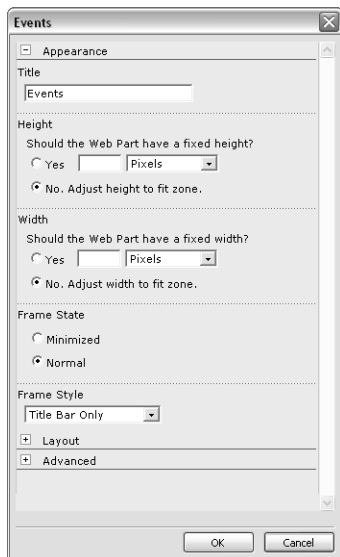 Events
Appearance
Title
Events
Height
Should the Web Part have a fixed height?
Yes Pixels
No. Adjust height to fit zone.
Width
Should the Web Part have a fixed width?
Yes Pixels
No. Adjust width to fit zone.
Frame State
Minimized
Normal
Frame Style
Title Bar Only
Layout
Advanced
OK Cancel